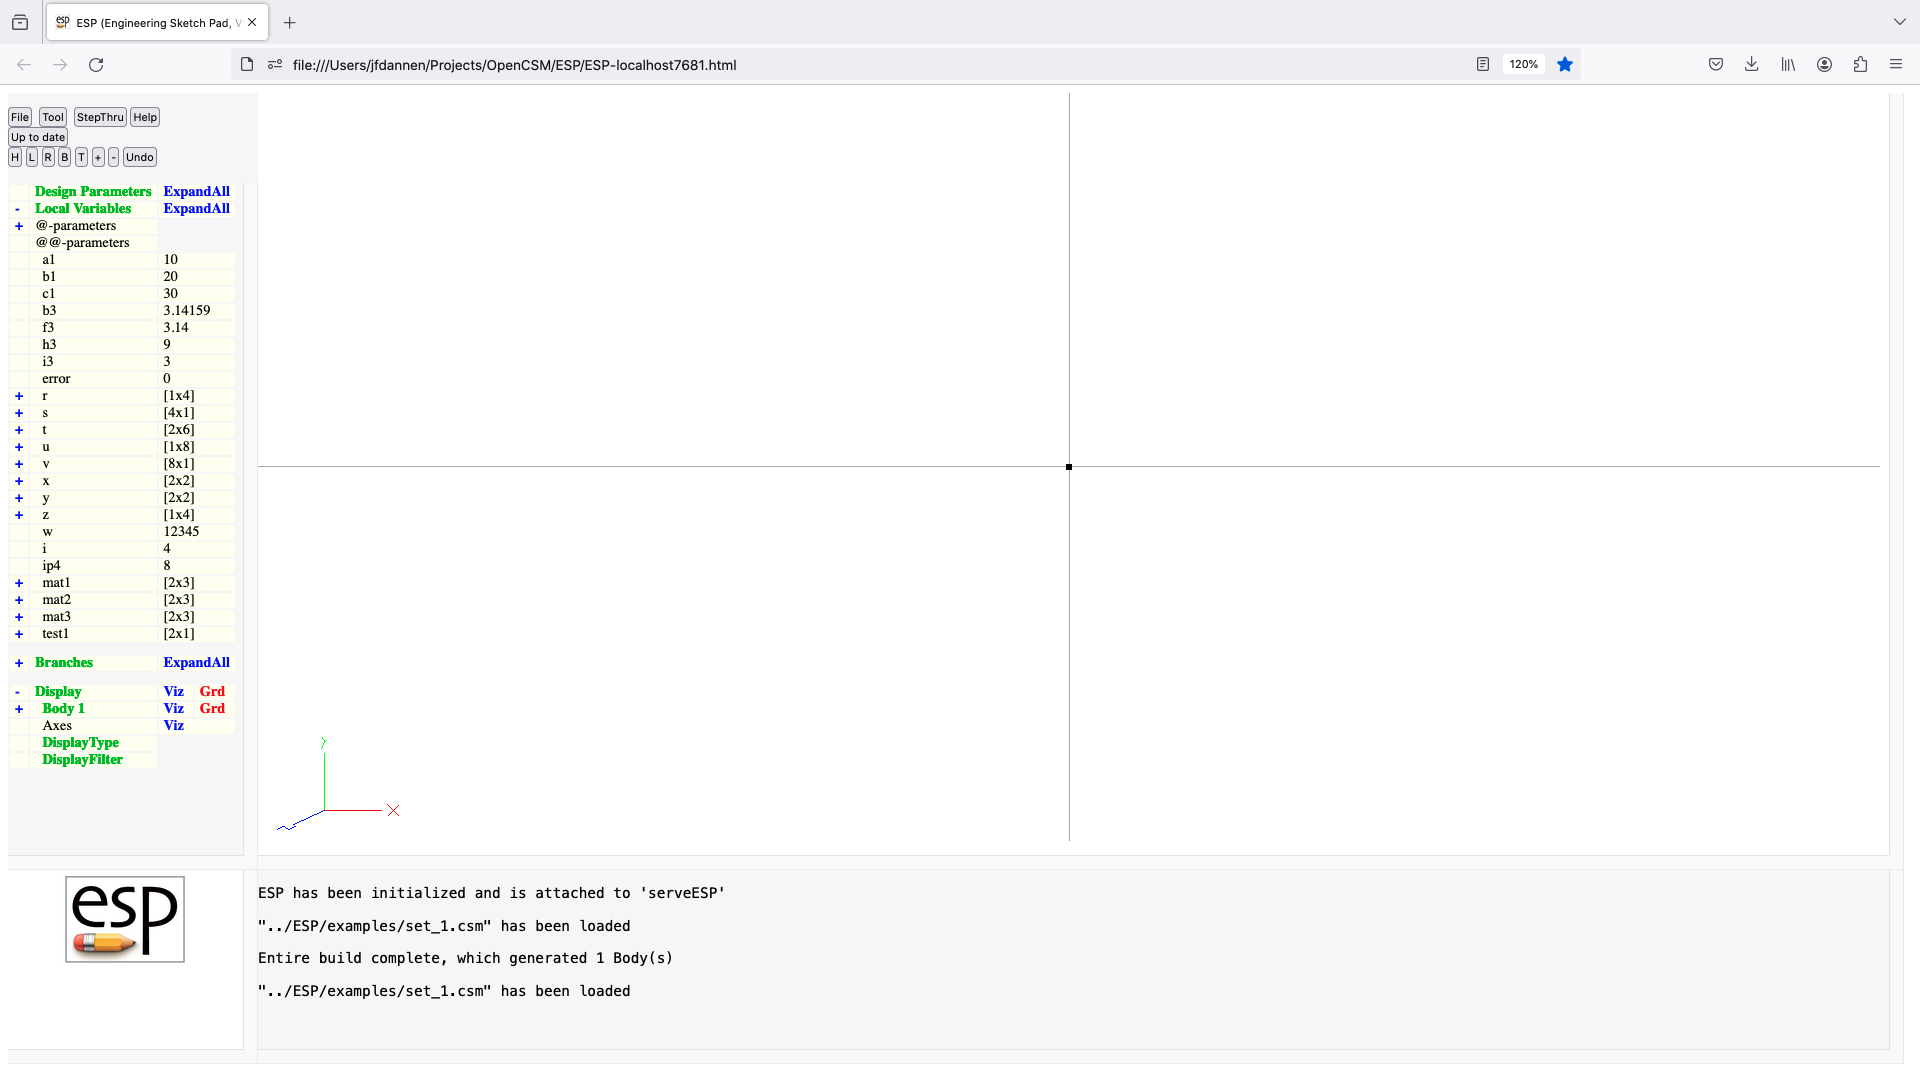 ESP (Engineering Sketch Pad, V
file:///Users/jfdannen/Projects/OpenCSM/ESP/ESP-localhost7681.html
120%
File Tool StepThru Help
Up to date
H L R B T + - Undo
Design Parameters ExpandAll
- Local Variables ExpandAll
+ @-parameters
@@-parameters
a1 10
b1 20
c1 30
b3 3.14159
f3 3.14
h3 9
i3 3
error 0
+ r [1x4]
+ s [4x1]
+ t [2x6]
+ u [1x8]
+ v [8x1]
+ x [2x2]
+ y [2x2]
+ z [1x4]
w 12345
i 4
ip4 8
+ mat1 [2x3]
+ mat2 [2x3]
+ mat3 [2x3]
+ test1 [2x1]
+ Branches ExpandAll
- Display Viz Grd
+ Body 1 Viz Grd
Axes Viz
DisplayType
DisplayFilter
Y
X
Z
esp
ESP has been initialized and is attached to 'serveESP'
"../ESP/examples/set_1.csm" has been loaded
Entire build complete, which generated 1 Body(s)
"../ESP/examples/set_1.csm" has been loaded